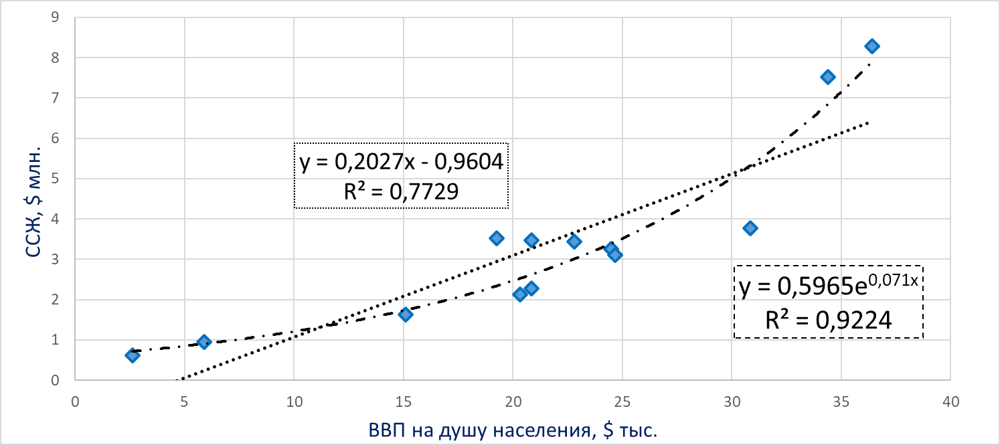 9
8
7
6
5
4
3
2
1
0
ССЖ, $ млн.
y = 0,2027x - 0,9604
R² = 0,7729
y = 0,5965e^0,071x
R² = 0,9224
0 5 10 15 20 25 30 35 40
ВВП на душу населения, $ тыс.